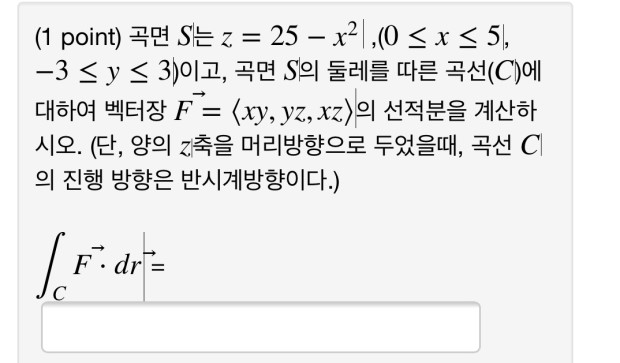 (1 point) 곡면 S는 z = 25 − x²,(0 ≤ x ≤ 5,
−3 ≤ y ≤ 3)이고, 곡면 S의 둘레를 따른 곡선(C)에
대하여 벡터장 F⃗ = ⟨xy, yz, xz⟩의 선적분을 계산하
시오. (단, 양의 z축을 머리방향으로 두었을때, 곡선 C
의 진행 방향은 반시계방향이다.)
∫_C F⃗ · dr⃗ =